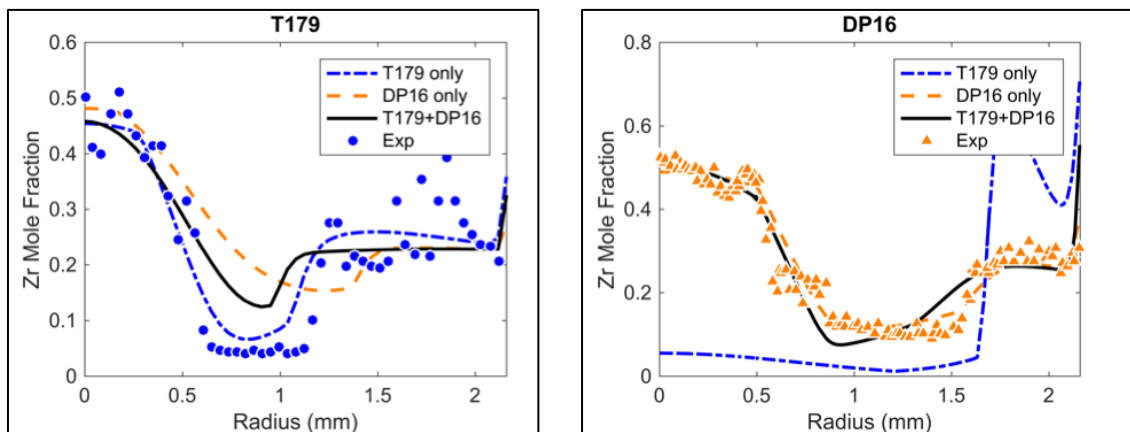 T179
0.6
0.5
0.4
0.3
0.2
0.1
0
Zr Mole Fraction
T179 only
DP16 only
T179+DP16
Exp
0 0.5 1 1.5 2
Radius (mm)
DP16
0.8
0.6
0.4
0.2
0
Zr Mole Fraction
T179 only
DP16 only
T179+DP16
Exp
0 0.5 1 1.5 2
Radius (mm)